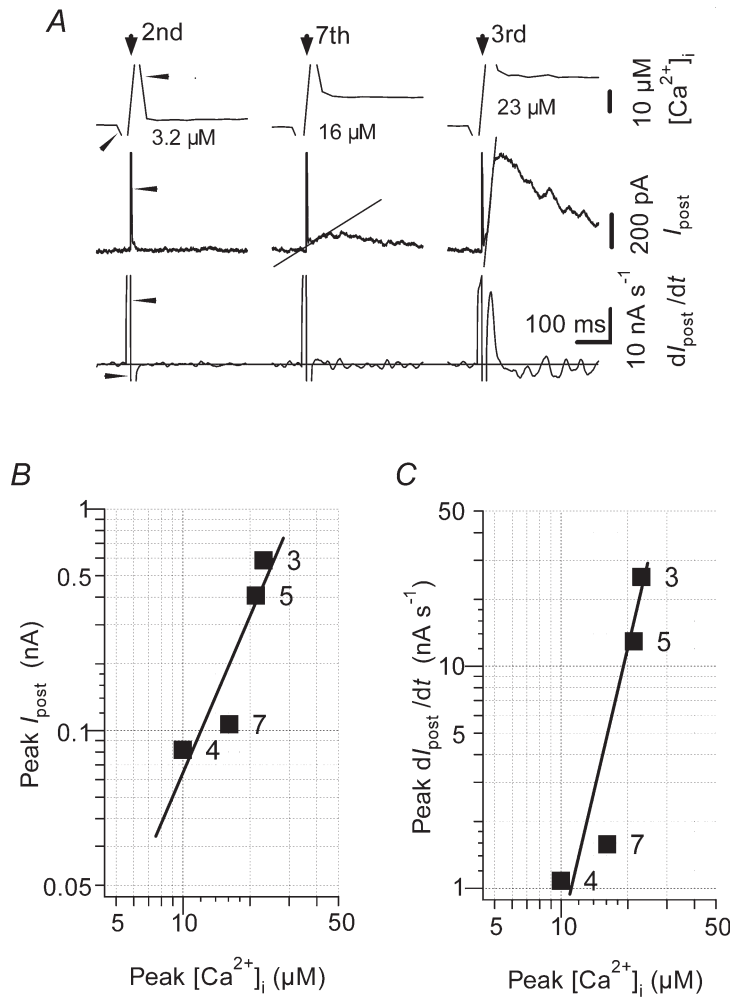 A
2nd
7th
3rd
3.2 µM
16 µM
23 µM
10 µM
[Ca2+]i
200 pA
Ipost
100 ms
10 nA s-1
dIpost /dt
B
Peak Ipost (nA)
1
0.5
0.1
0.05
3
5
7
4
5
10
50
Peak [Ca2+]i (µM)
C
Peak dIpost /dt (nA s-1)
50
10
5
1
3
5
7
4
5
10
50
Peak [Ca2+]i (µM)